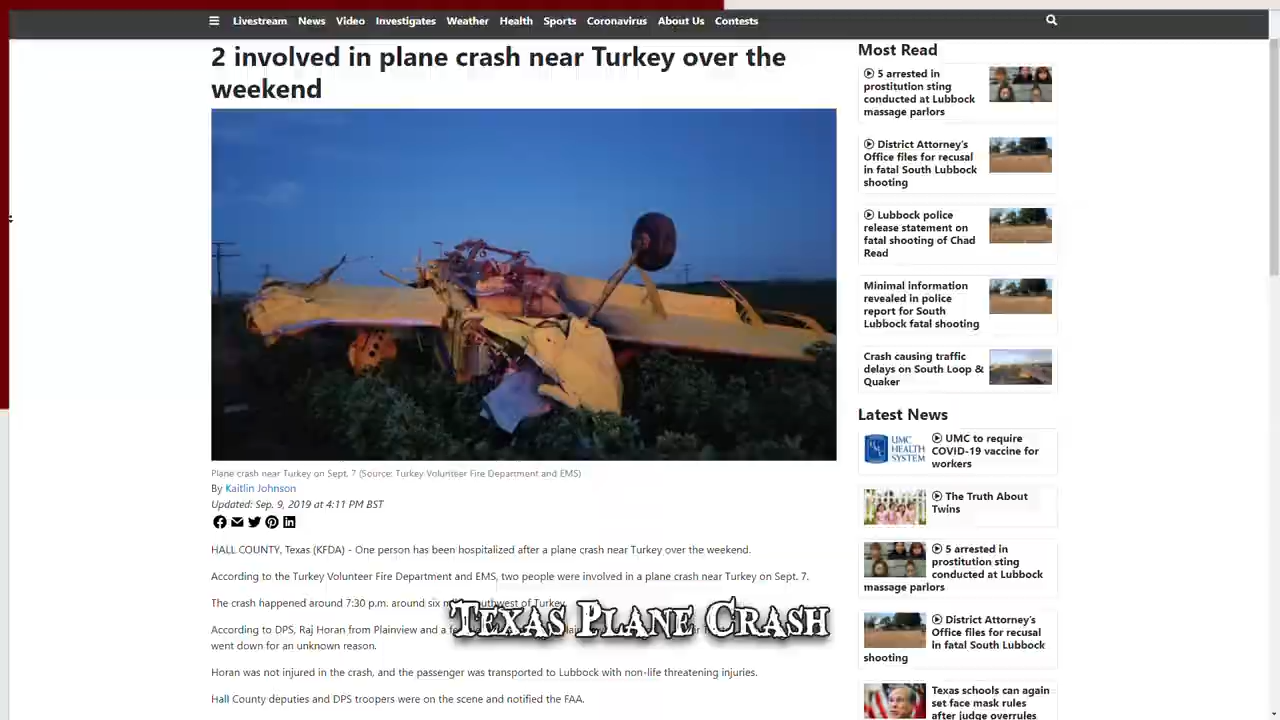 Livestream News Video Investigates Weather Health Sports Coronavirus About Us Contests
2 involved in plane crash near Turkey over the
weekend
Plane crash near Turkey on Sept. 7 (Source: Turkey Volunteer Fire Department and EMS)
By Kaitlin Johnson
Updated: Sep. 9, 2019 at 4:11 PM BST
HALL COUNTY, Texas (KFDA) - One person has been hospitalized after a plane crash near Turkey over the weekend.
According to the Turkey Volunteer Fire Department and EMS, two people were involved in a plane crash near Turkey on Sept. 7.
The crash happened around 7:30 p.m. around six southwest of Turkey.
According to DPS, Raj Horan from Plainview and a
went down for an unknown reason.
Horan was not injured in the crash, and the passenger was transported to Lubbock with non-life threatening injuries.
Hall County deputies and DPS troopers were on the scene and notified the FAA.
Texas Plane Crash
Most Read
5 arrested in
prostitution sting
conducted at Lubbock
massage parlors
District Attorney's
Office files for recusal
in fatal South Lubbock
shooting
Lubbock police
release statement on
fatal shooting of Chad
Read
Minimal information
revealed in police
report for South
Lubbock fatal shooting
Crash causing traffic
delays on South Loop &
Quaker
Latest News
UMC
HEALTH
SYSTEM
UMC to require
COVID-19 vaccine for
workers
The Truth About
Twins
5 arrested in
prostitution sting
conducted at Lubbock
massage parlors
District Attorney's
Office files for recusal
in fatal South Lubbock
shooting
Texas schools can again
set face mask rules
after judge overrules